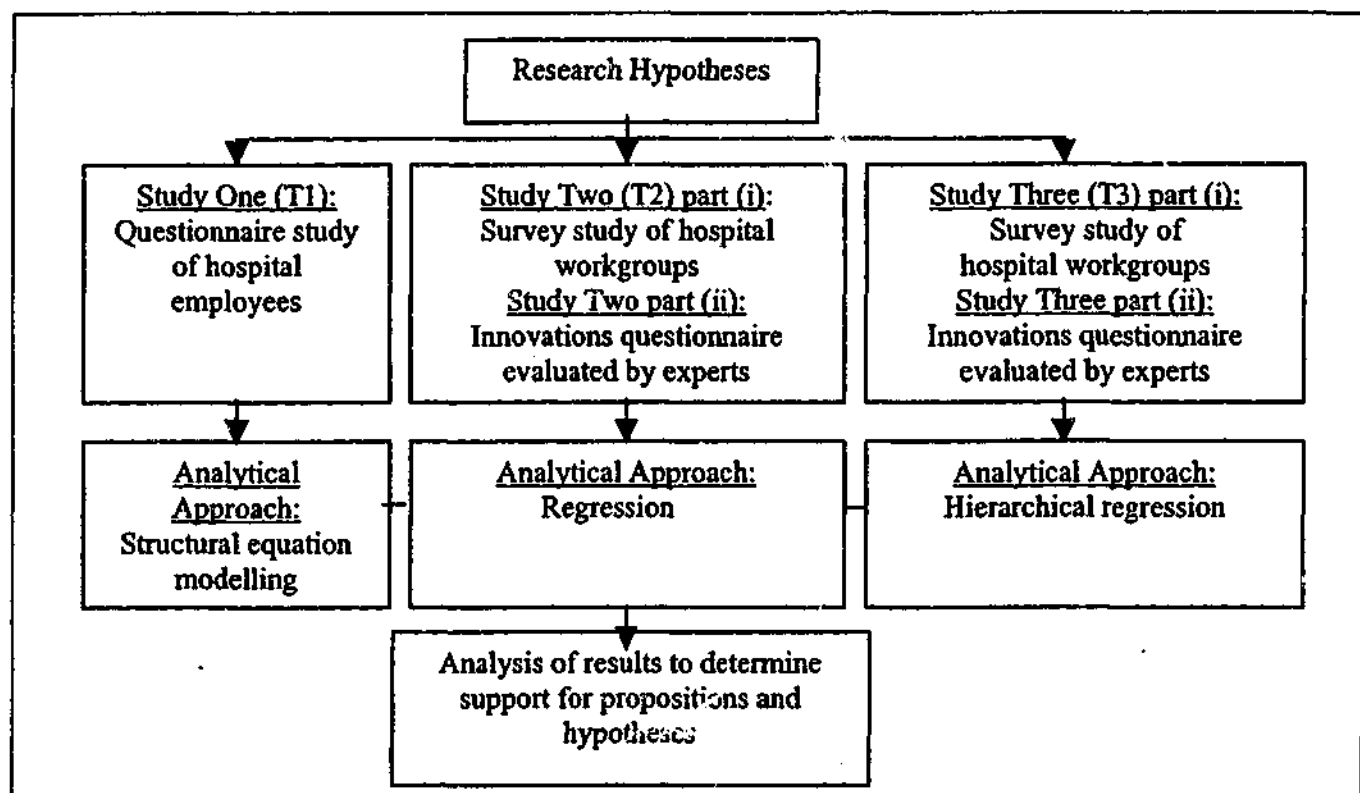 Research Hypotheses
Study One (T1):
Questionnaire study
of hospital
employees
Study Two (T2) part (i):
Survey study of hospital
workgroups
Study Two part (ii):
Innovations questionnaire
evaluated by experts
Study Three (T3) part (i):
Survey study of
hospital workgroups
Study Three part (ii):
Innovations questionnaire
evaluated by experts
Analytical
Approach:
Structural equation
modelling
Analytical Approach:
Regression
Analytical Approach:
Hierarchical regression
Analysis of results to determine
support for propositions and
hypotheses